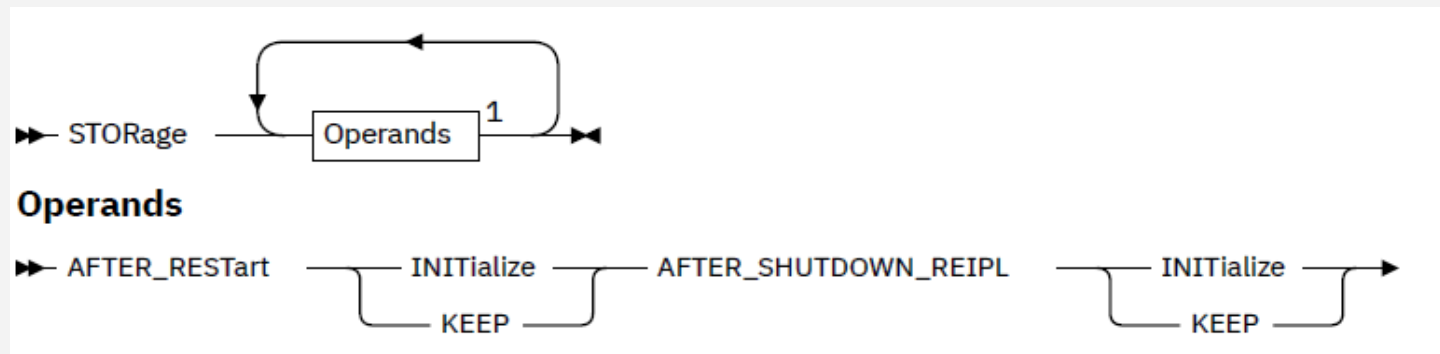 STORage Operands 1
Operands
AFTER_RESTart INITialize AFTER_SHUTDOWN_REIPL INITialize
KEEP KEEP